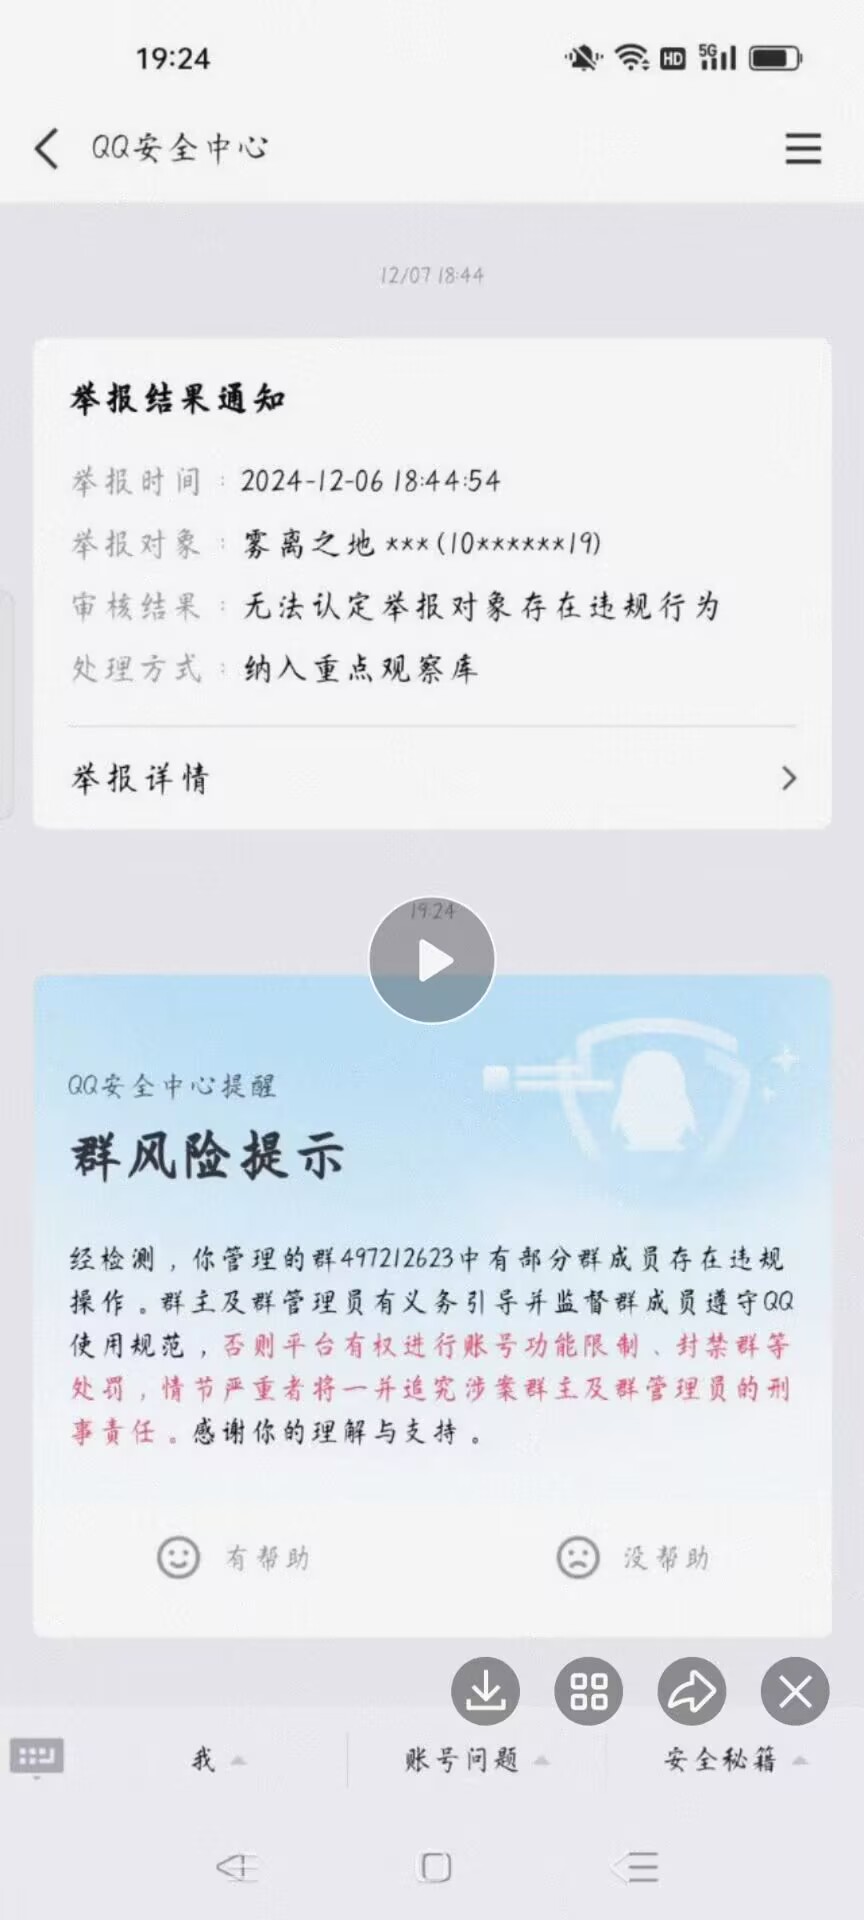 19:24
HD 5G
QQ安全中心
12/07 18:44
举报结果通知
举报时间：2024-12-06 18:44:54
举报对象：雾离之地***(10******19)
审核结果：无法认定举报对象存在违规行为
处理方式：纳入重点观察库
举报详情
19:24
QQ安全中心提醒
群风险提示
经检测，你管理的群497212623中有部分群成员存在违规
操作。群主及群管理员有义务引导并监督群成员遵守QQ
使用规范，否则平台有权进行账号功能限制、封禁群等
处罚，情节严重者将一并追究涉案群主及群管理员的刑
事责任。感谢你的理解与支持。
有帮助
没帮助
我
账号问题
安全秘籍